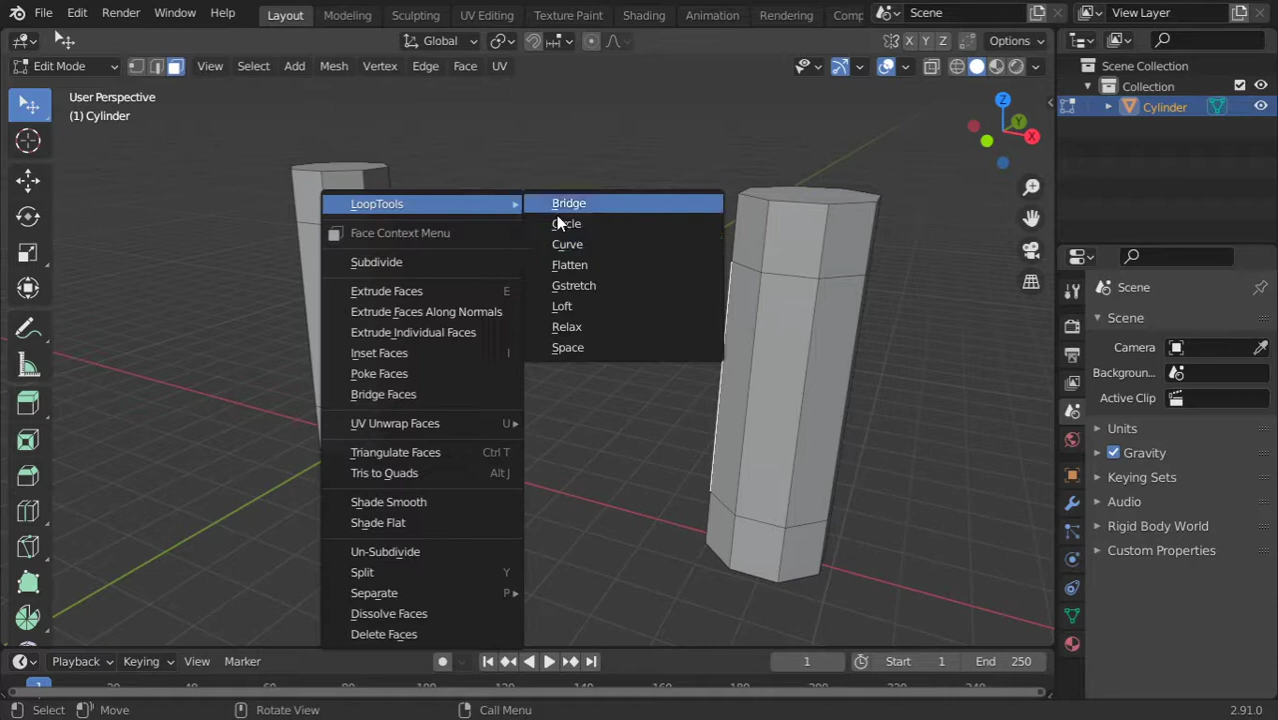 File Edit Render Window Help Layout Modeling Sculpting UV Editing Texture Paint Shading Animation Rendering Comp Scene View Layer
Global X Y Z Options
Edit Mode View Select Add Mesh Vertex Edge Face UV
User Perspective
(1) Cylinder
Z
Y
X
LoopTools
Face Context Menu
Subdivide
Extrude Faces E
Extrude Faces Along Normals
Extrude Individual Faces
Inset Faces I
Poke Faces
Bridge Faces
UV Unwrap Faces U
Triangulate Faces Ctrl T
Tris to Quads Alt J
Shade Smooth
Shade Flat
Un-Subdivide
Split Y
Separate P
Dissolve Faces
Delete Faces
Bridge
Circle
Curve
Flatten
Gstretch
Loft
Relax
Space
Scene Collection
Collection
Cylinder
Scene
Scene
Camera
Backgroun...
Active Clip
Units
Gravity
Keying Sets
Audio
Rigid Body World
Custom Properties
Playback Keying View Marker 1 Start 1 End 250
1
Select Move Rotate View Call Menu 2.91.0